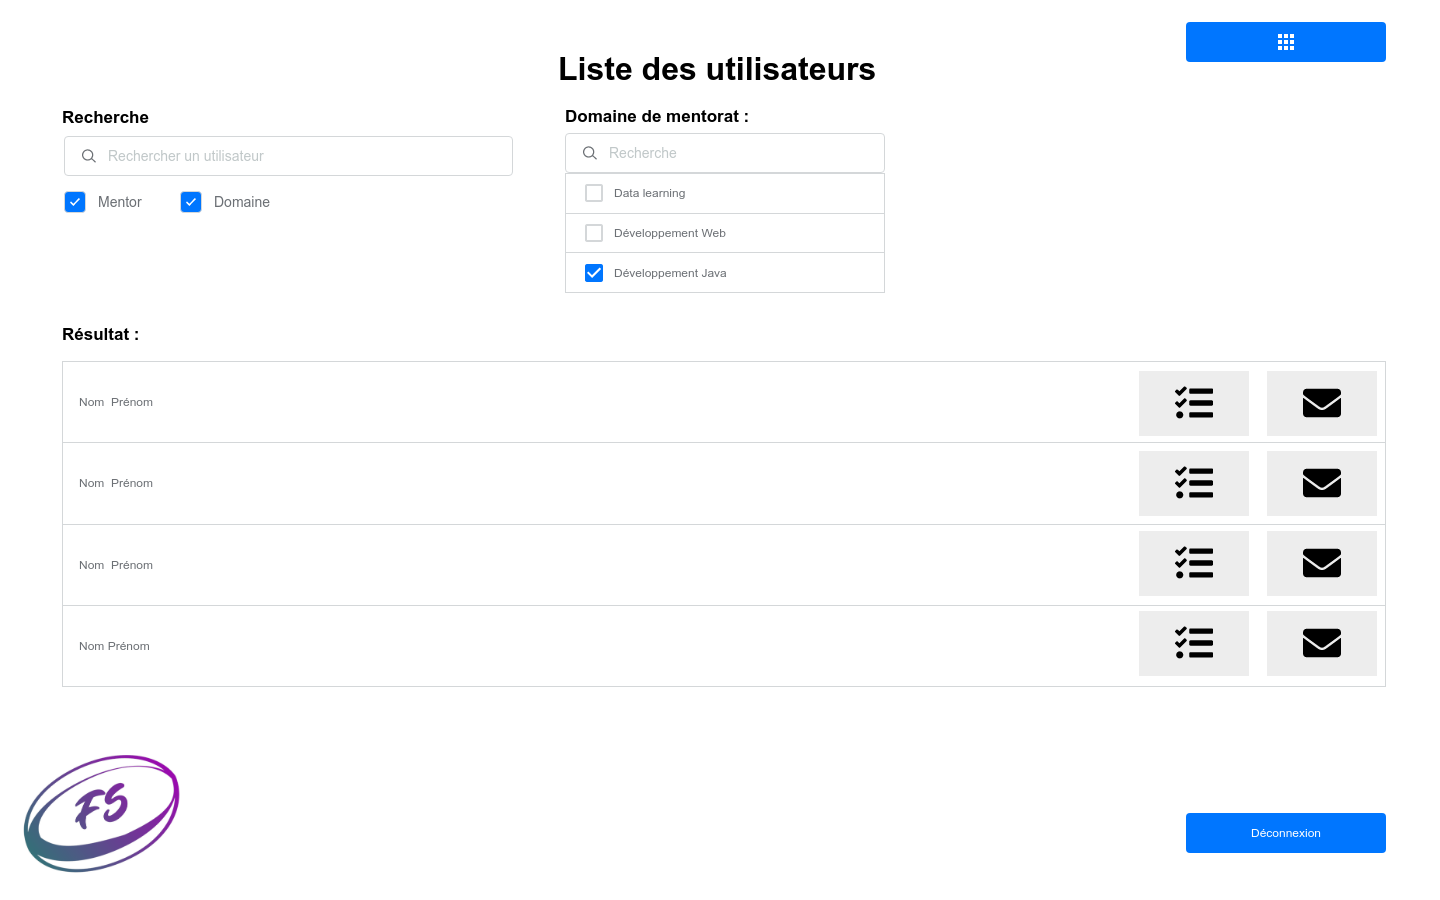 Liste des utilisateurs
Recherche
Rechercher un utilisateur
Mentor
Domaine
Domaine de mentorat :
Recherche
Data learning
Développement Web
Développement Java
Résultat :
Nom  Prénom
Nom  Prénom
Nom  Prénom
Nom Prénom
FS
Déconnexion